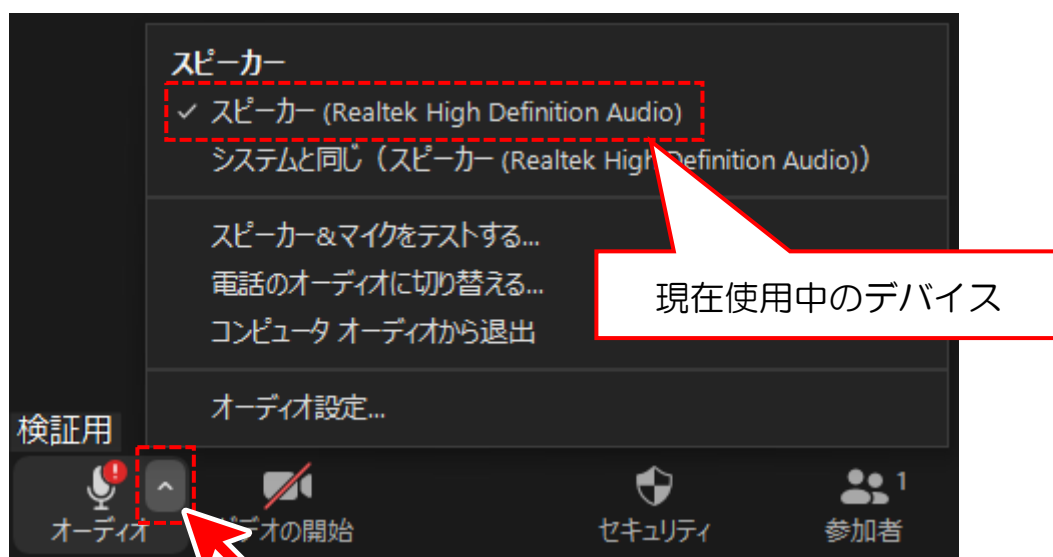 スピーカー
スピーカー (Realtek High Definition Audio)
システムと同じ（スピーカー (Realtek High Definition Audio)）
スピーカー&マイクをテストする...
電話のオーディオに切り替える...
コンピュータ オーディオから退出
現在使用中のデバイス
オーディオ設定...
検証用
オーディオ
デオの開始
セキュリティ
1
参加者